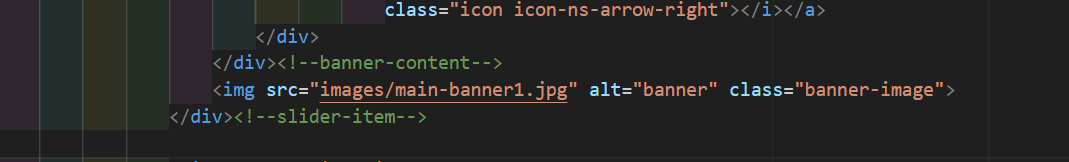 class="icon icon-ns-arrow-right"></i></a>
</div>
</div><!--banner-content-->
<img src="images/main-banner1.jpg" alt="banner" class="banner-image">
</div><!--slider-item-->